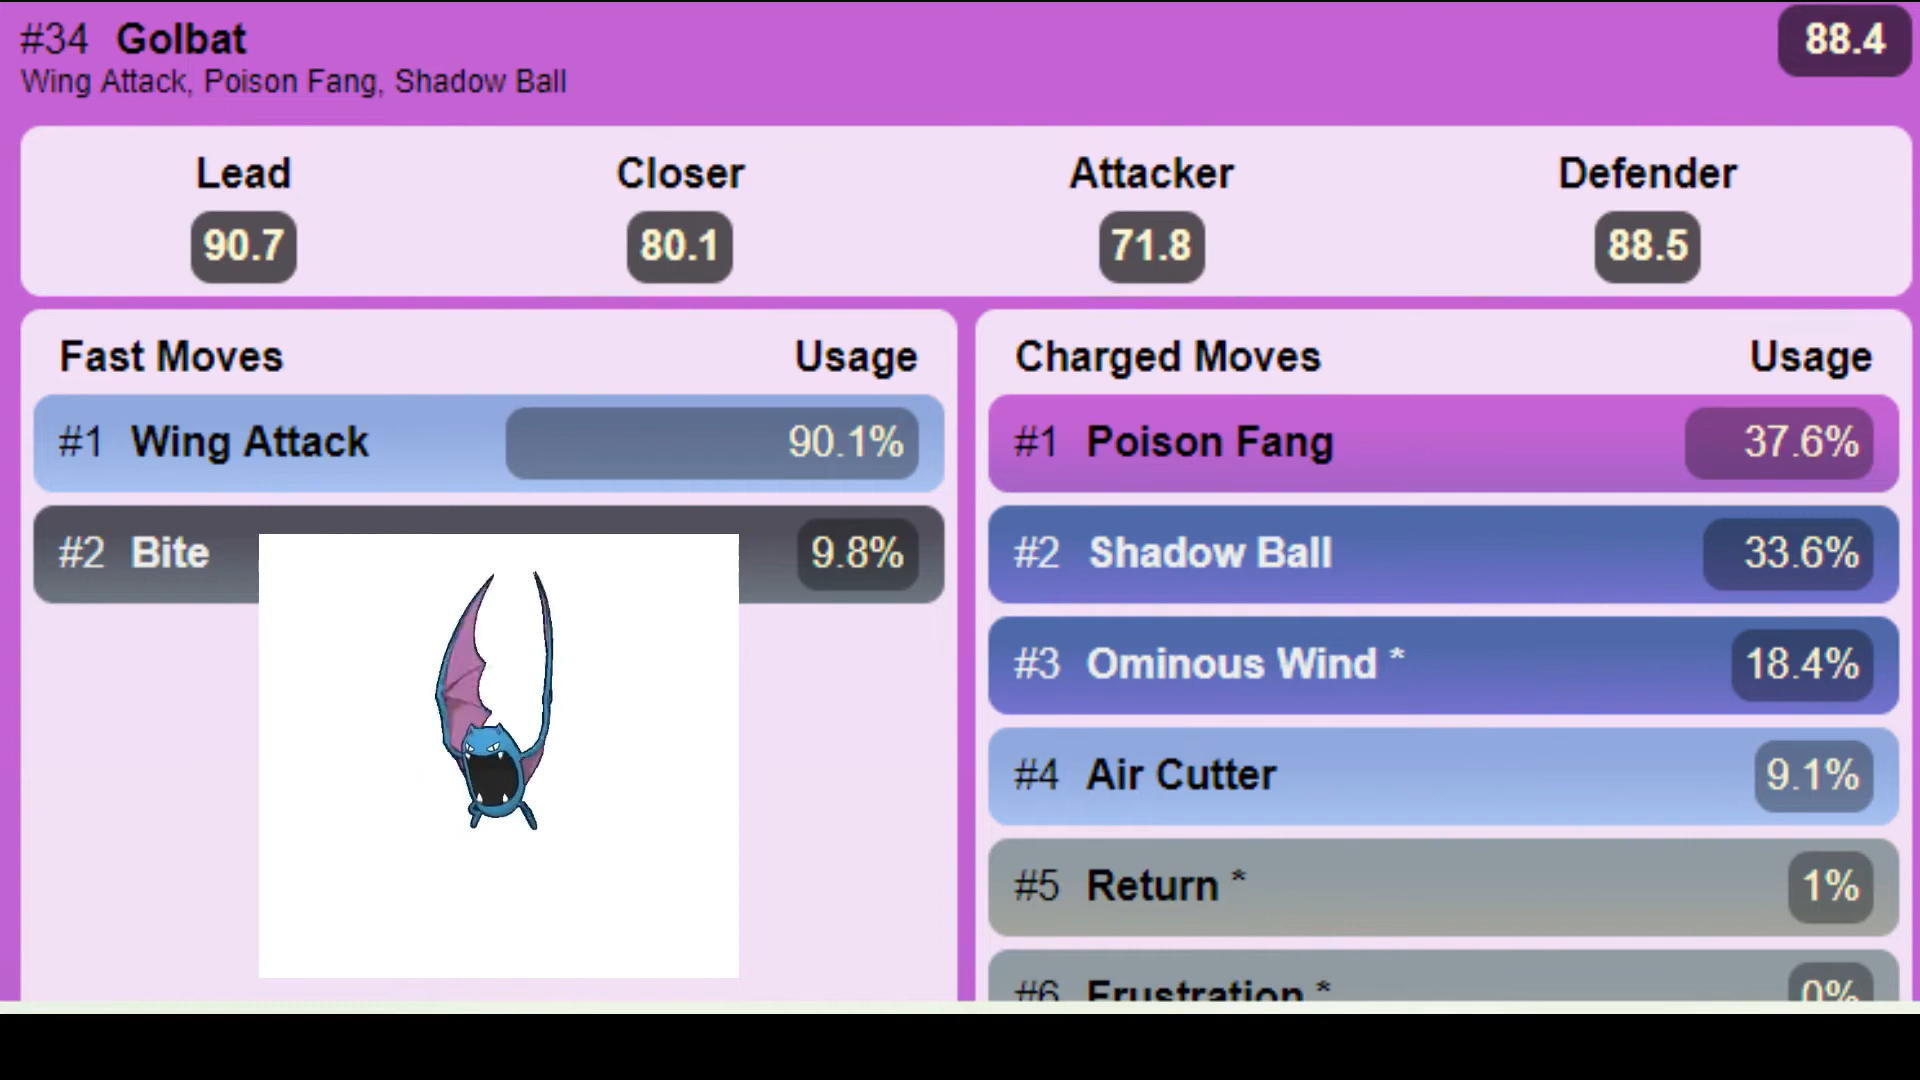 #34 Golbat 88.4
Wing Attack, Poison Fang, Shadow Ball
Lead Closer Attacker Defender
90.7 80.1 71.8 88.5
Fast Moves Usage
#1 Wing Attack 90.1%
#2 Bite 9.8%
Charged Moves Usage
#1 Poison Fang 37.6%
#2 Shadow Ball 33.6%
#3 Ominous Wind * 18.4%
#4 Air Cutter 9.1%
#5 Return * 1%
#6 Frustration * 0%